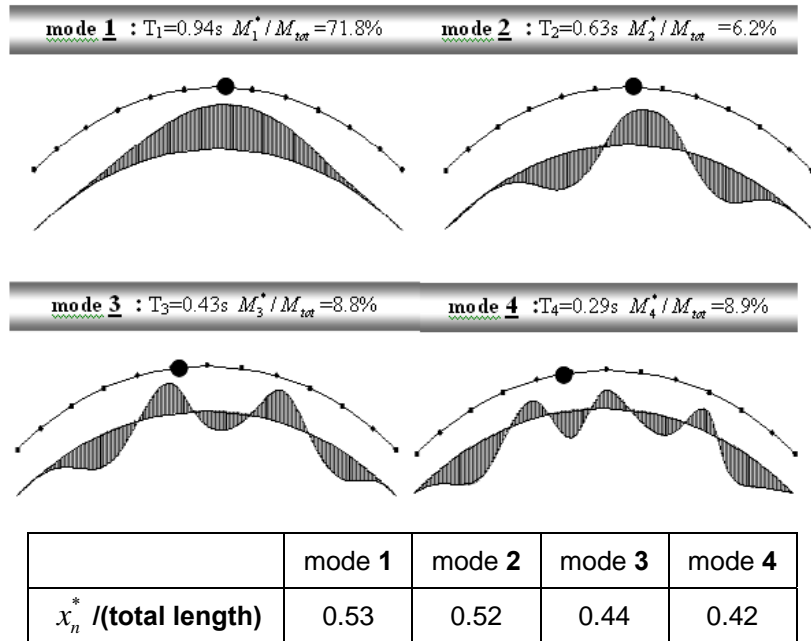 mode 1 : T₁=0.94s M₁*/Mtot=71.8%
mode 2 : T₂=0.63s M₂*/Mtot =6.2%
mode 3 : T₃=0.43s M₃*/Mtot=8.8%
mode 4 :T₄=0.29s M₄*/Mtot=8.9%
mode 1 mode 2 mode 3 mode 4
xₙ* /(total length) 0.53 0.52 0.44 0.42